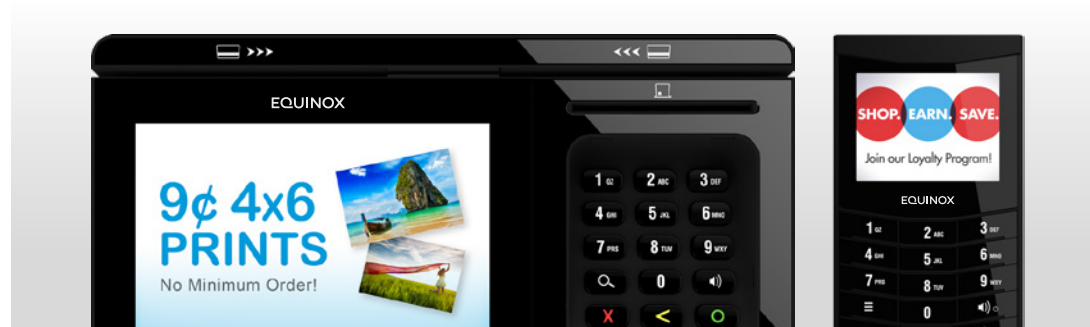 EQUINOX
9¢ 4x6
PRINTS
No Minimum Order!
1 QZ 2 ABC 3 DEF
4 GHI 5 JKL 6 MNO
7 PRS 8 TUV 9 WXY
0
X < O
SHOP. EARN. SAVE.
Join our Loyalty Program!
EQUINOX
1 QZ 2 ABC 3 DEF
4 GHI 5 JKL 6 MNO
7 PRS 8 TUV 9 WXY
0